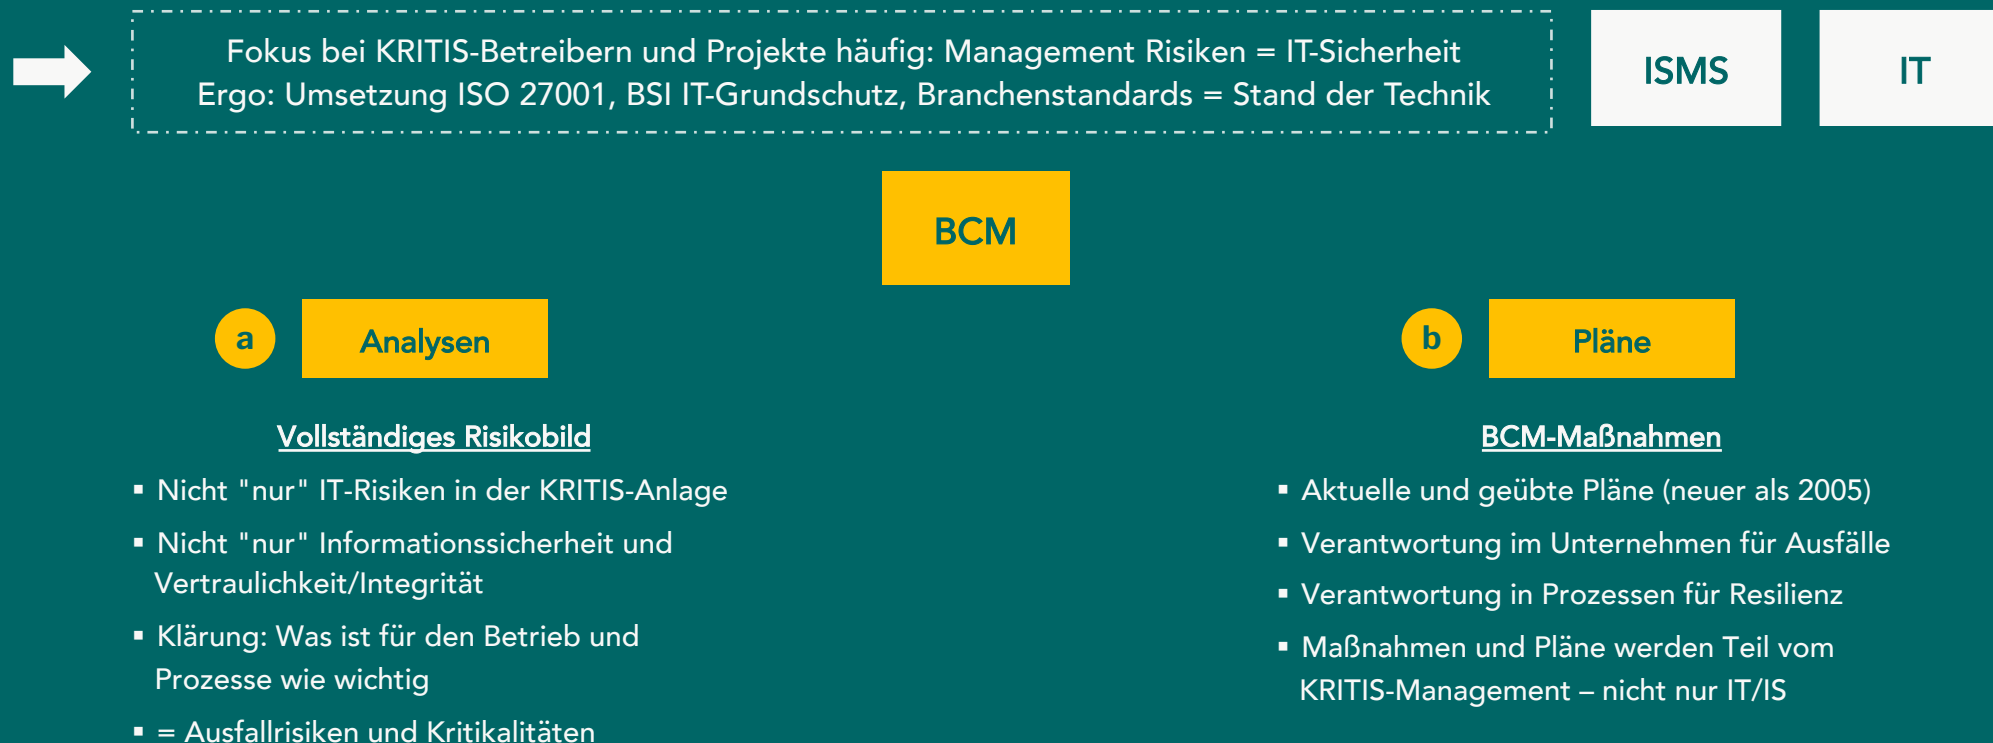 Fokus bei KRITIS-Betreibern und Projekte häufig: Management Risiken = IT-Sicherheit
Ergo: Umsetzung ISO 27001, BSI IT-Grundschutz, Branchenstandards = Stand der Technik
ISMS
IT
BCM
a
Analysen
Vollständiges Risikobild
▪ Nicht "nur" IT-Risiken in der KRITIS-Anlage
▪ Nicht "nur" Informationssicherheit und
Vertraulichkeit/Integrität
▪ Klärung: Was ist für den Betrieb und
Prozesse wie wichtig
▪ = Ausfallrisiken und Kritikalitäten
b
Pläne
BCM-Maßnahmen
▪ Aktuelle und geübte Pläne (neuer als 2005)
▪ Verantwortung im Unternehmen für Ausfälle
▪ Verantwortung in Prozessen für Resilienz
▪ Maßnahmen und Pläne werden Teil vom
KRITIS-Management – nicht nur IT/IS